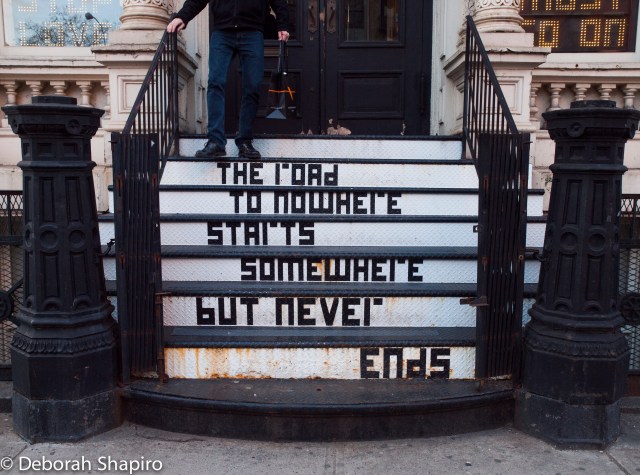 THE ROAD
TO NOWHERE
STARTS
SOMEWHERE
BUT NEVER
ENDS
©Deborah Shapiro